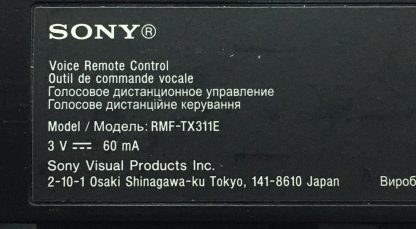 SONY®
Voice Remote Control
Outil de commande vocale
Голосовое дистанционное управление
Голосове дистанційне керування
Model / Модель: RMF-TX311E
3 V ⎓ 60 mA
Sony Visual Products Inc.
2-10-1 Osaki Shinagawa-ku Tokyo, 141-8610 Japan Вироб